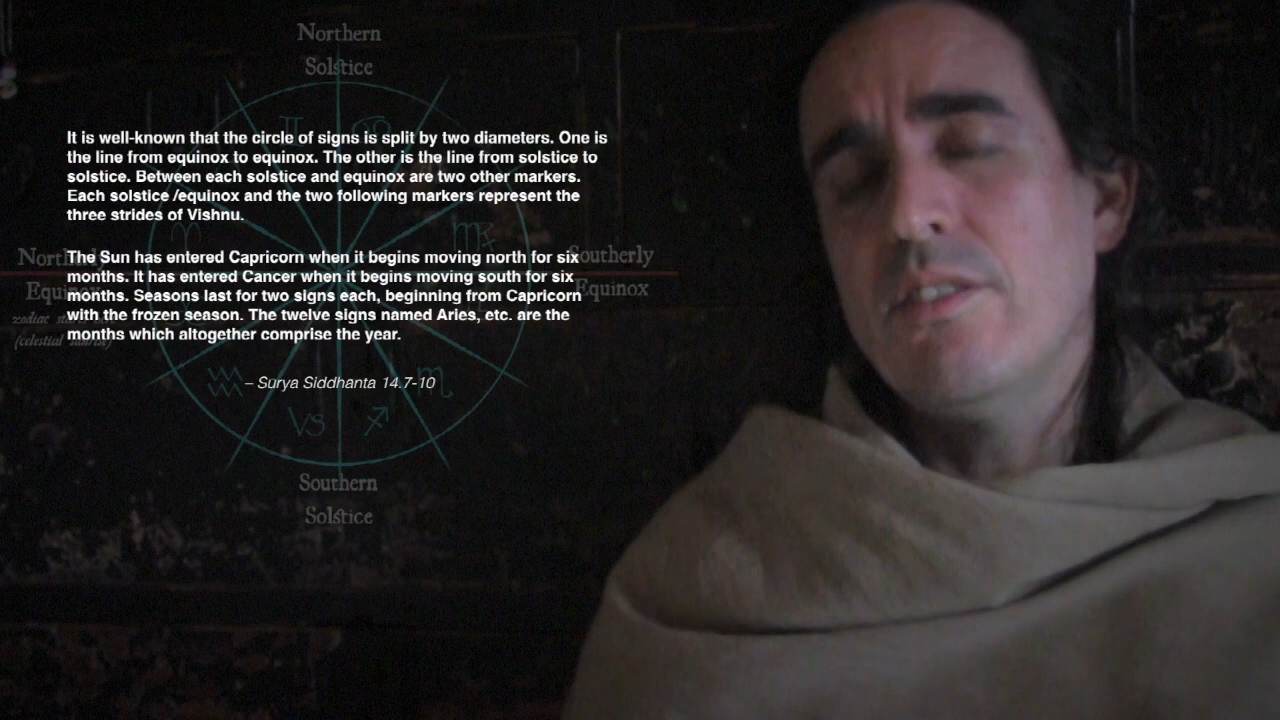 Northern
Solstice
It is well-known that the circle of signs is split by two diameters. One is
the line from equinox to equinox. The other is the line from solstice to
solstice. Between each solstice and equinox are two other markers.
Each solstice /equinox and the two following markers represent the
three strides of Vishnu.
The Sun has entered Capricorn when it begins moving north for six
months. It has entered Cancer when it begins moving south for six
months. Seasons last for two signs each, beginning from Capricorn
with the frozen season. The twelve signs named Aries, etc. are the
months which altogether comprise the year.
– Surya Siddhanta 14.7-10
Southerly
Equinox
Equinox
zodiac
(celestial sunrise)
Southern
Solstice